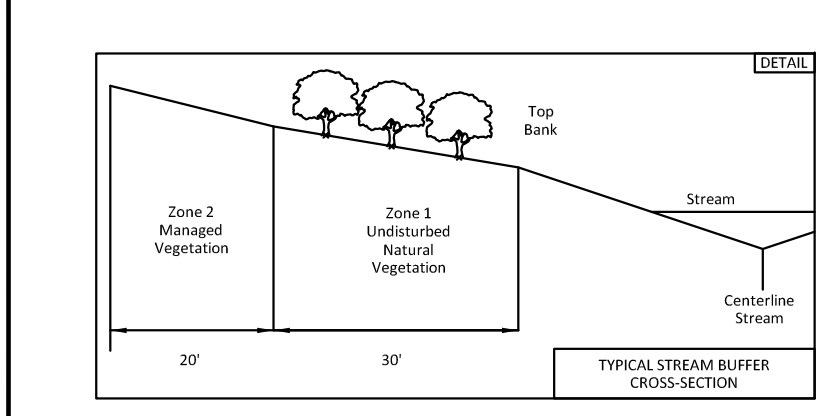 DETAIL
Top
Bank
Stream
Zone 2
Managed
Vegetation
Zone 1
Undisturbed
Natural
Vegetation
Centerline
Stream
20'
30'
TYPICAL STREAM BUFFER
CROSS-SECTION